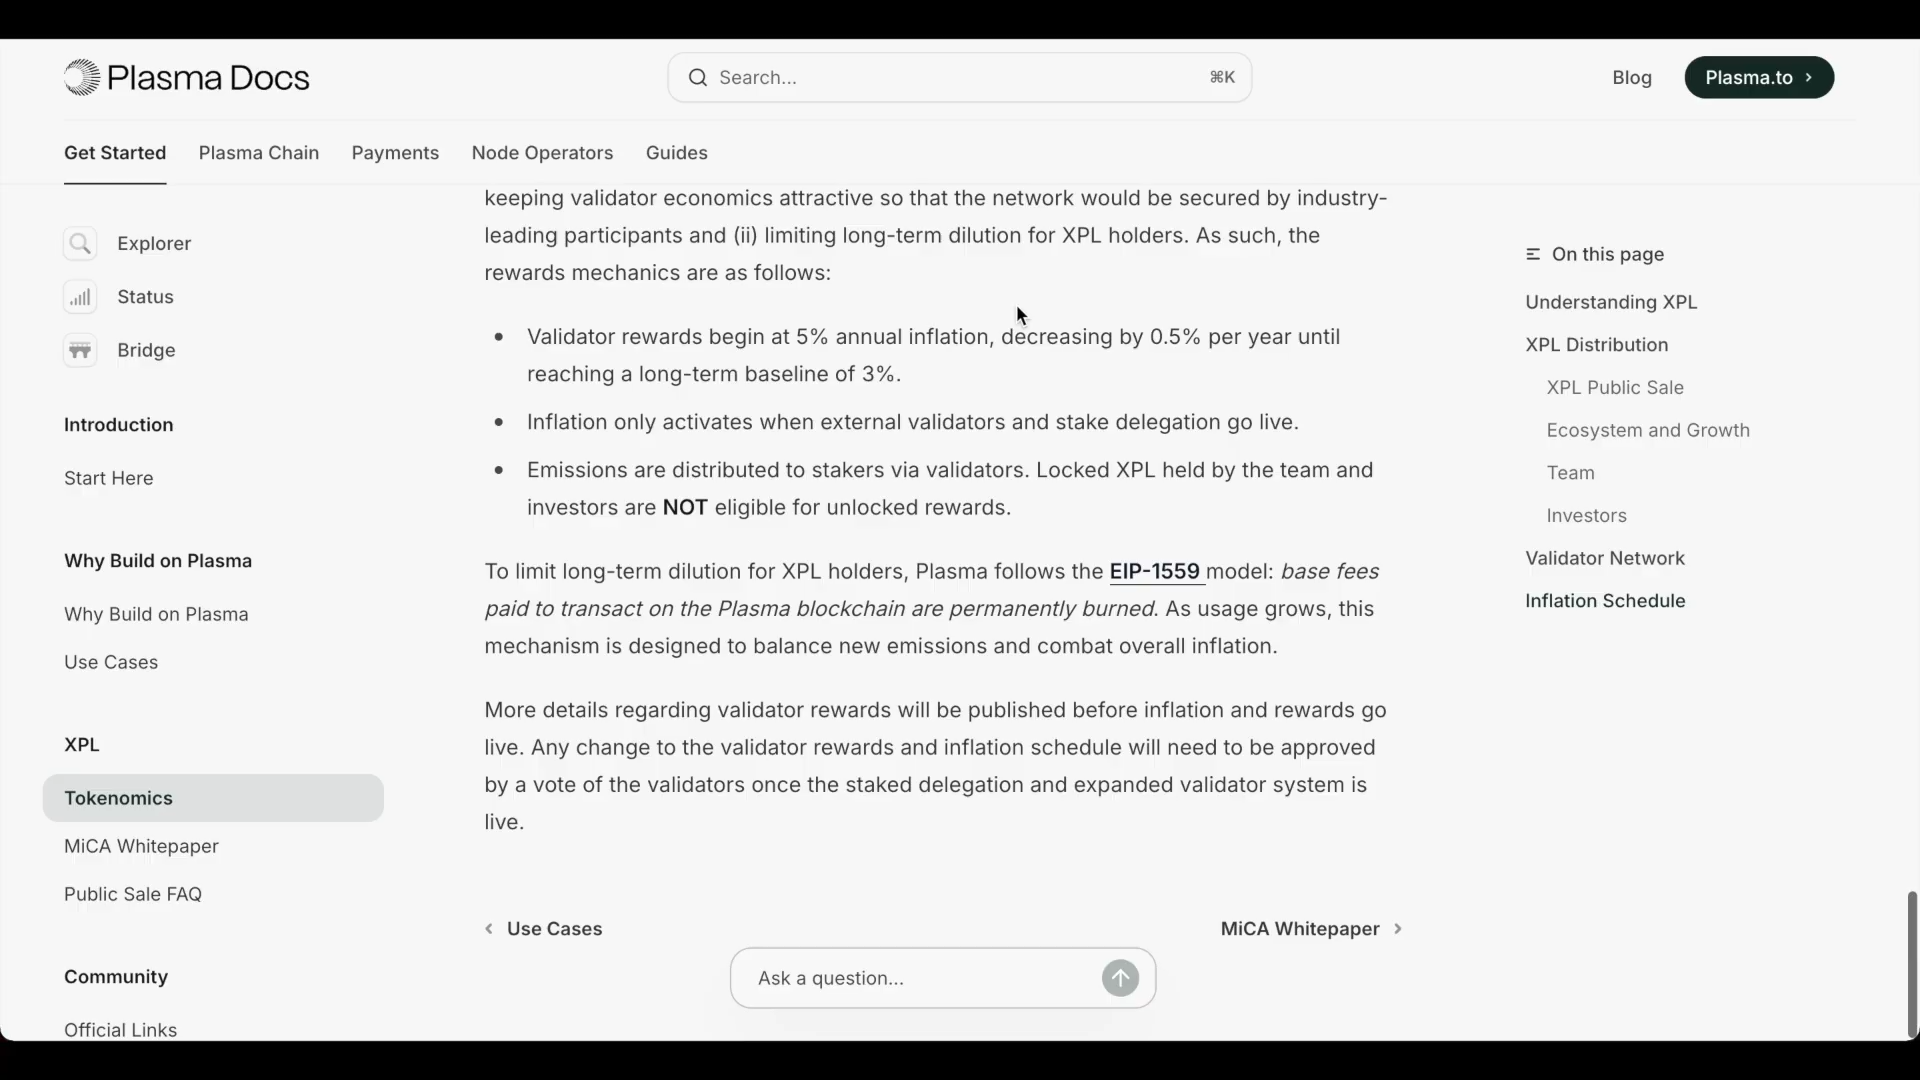 Plasma Docs
Search...
⌘K
Blog
Plasma.to
Get Started
Plasma Chain
Payments
Node Operators
Guides
Explorer
Status
Bridge
Introduction
Start Here
Why Build on Plasma
Why Build on Plasma
Use Cases
XPL
Tokenomics
MiCA Whitepaper
Public Sale FAQ
Community
Official Links
keeping validator economics attractive so that the network would be secured by industry-
leading participants and (ii) limiting long-term dilution for XPL holders. As such, the
rewards mechanics are as follows:
• Validator rewards begin at 5% annual inflation, decreasing by 0.5% per year until
reaching a long-term baseline of 3%.
• Inflation only activates when external validators and stake delegation go live.
• Emissions are distributed to stakers via validators. Locked XPL held by the team and
investors are NOT eligible for unlocked rewards.
To limit long-term dilution for XPL holders, Plasma follows the EIP-1559 model: base fees
paid to transact on the Plasma blockchain are permanently burned. As usage grows, this
mechanism is designed to balance new emissions and combat overall inflation.
More details regarding validator rewards will be published before inflation and rewards go
live. Any change to the validator rewards and inflation schedule will need to be approved
by a vote of the validators once the staked delegation and expanded validator system is
live.
Use Cases
MiCA Whitepaper
Ask a question...
On this page
Understanding XPL
XPL Distribution
XPL Public Sale
Ecosystem and Growth
Team
Investors
Validator Network
Inflation Schedule